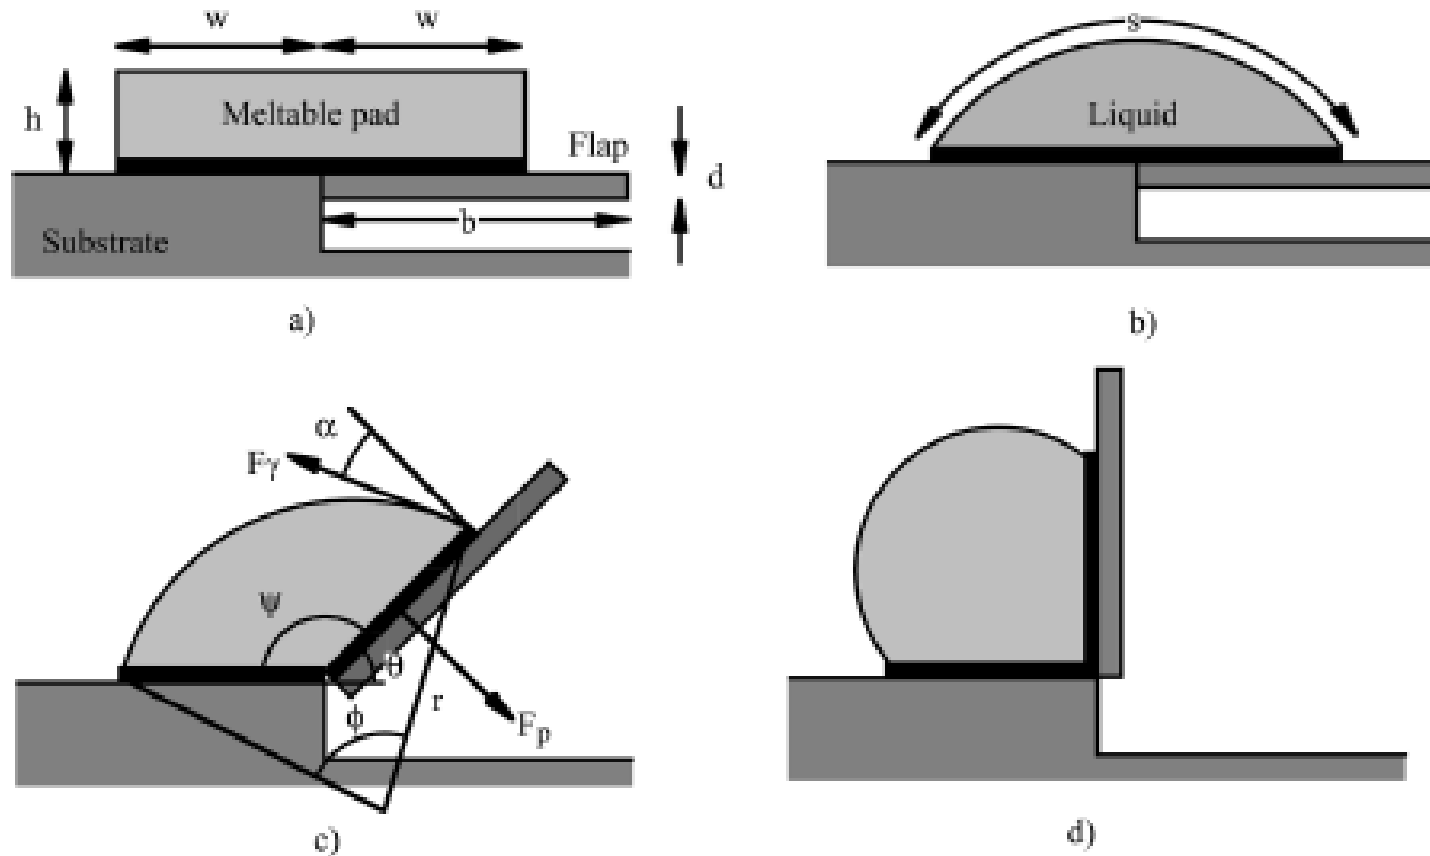 w w
h
Meltable pad
Flap
d
b
Substrate
a)
s
Liquid
b)
α
Fγ
ψ
θ
r
ϕ
Fp
c)
d)